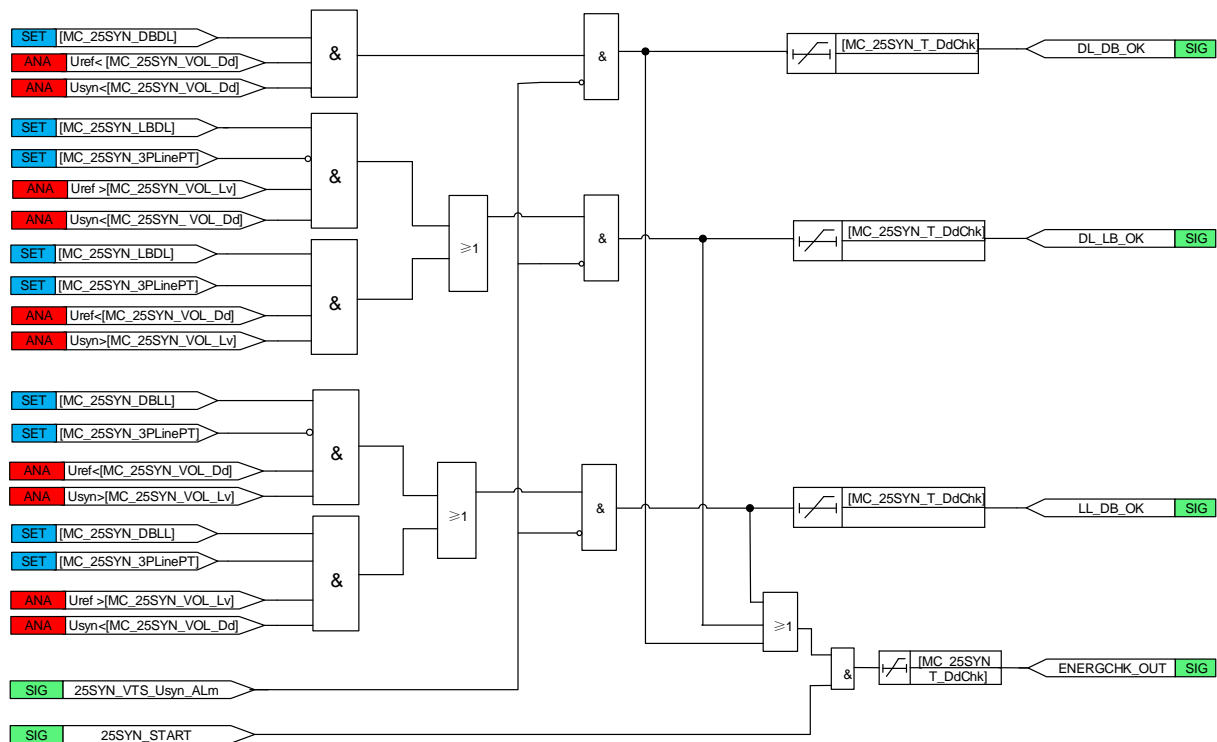 SET [MC_25SYN_DBDL]
ANA Uref< [MC_25SYN_VOL_Dd]
ANA Usyn<[MC_25SYN_VOL_Dd]
&
&
[MC_25SYN_T_DdChk]
DL_DB_OK SIG
SET [MC_25SYN_LBDL]
SET [MC_25SYN_3PLinePT]
ANA Uref >[MC_25SYN_VOL_Lv]
ANA Usyn<[MC_25SYN_ VOL_Dd]
&
SET [MC_25SYN_LBDL]
SET [MC_25SYN_3PLinePT]
ANA Uref<[MC_25SYN_VOL_Dd]
ANA Usyn>[MC_25SYN_VOL_Lv]
&
≥1
&
[MC_25SYN_T_DdChk]
DL_LB_OK SIG
SET [MC_25SYN_DBLL]
SET [MC_25SYN_3PLinePT]
ANA Uref<[MC_25SYN_VOL_Dd]
ANA Usyn>[MC_25SYN_VOL_Lv]
&
SET [MC_25SYN_DBLL]
SET [MC_25SYN_3PLinePT]
ANA Uref >[MC_25SYN_VOL_Lv]
ANA Usyn<[MC_25SYN_VOL_Dd]
&
≥1
&
[MC_25SYN_T_DdChk]
LL_DB_OK SIG
≥1
&
[MC_25SYN
T_DdChk]
ENERGCHK_OUT SIG
SIG 25SYN_VTS_Usyn_ALm
SIG 25SYN_START